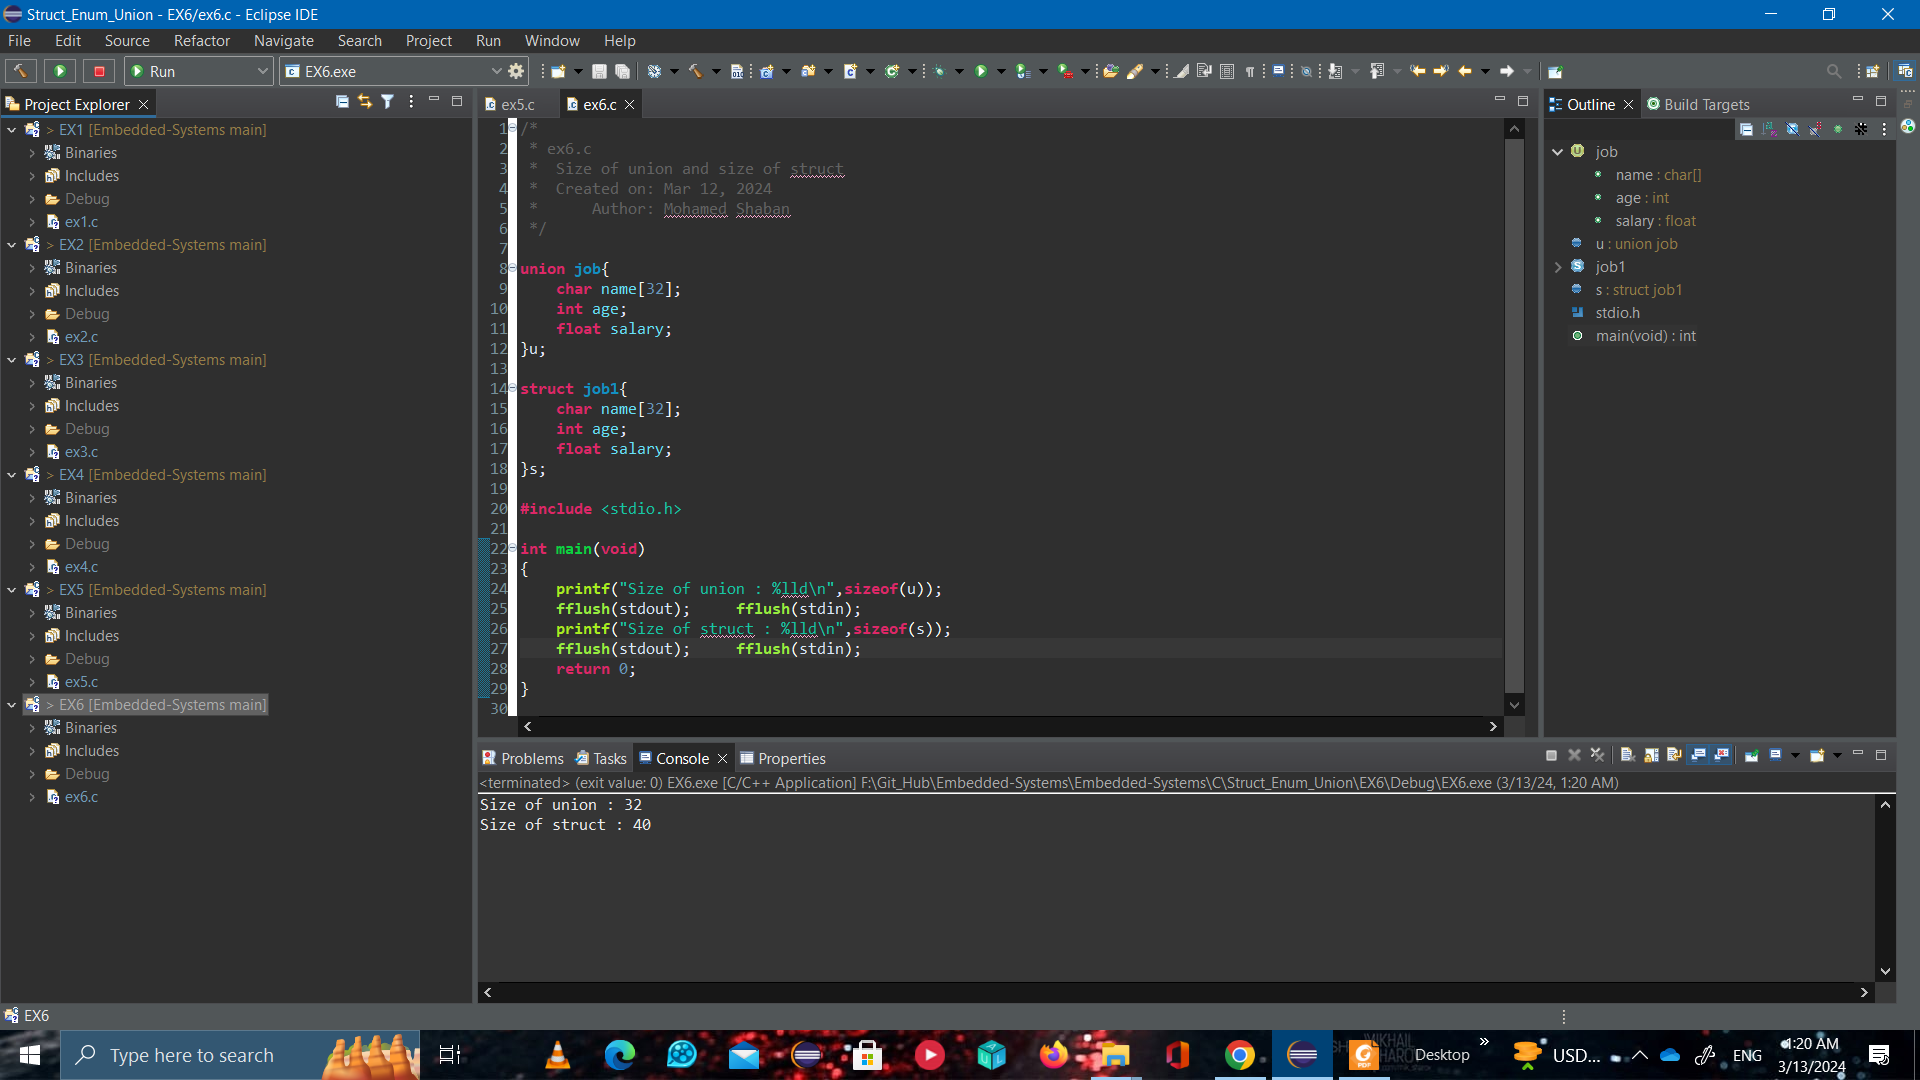 Struct_Enum_Union - EX6/ex6.c - Eclipse IDE
File Edit Source Refactor Navigate Search Project Run Window Help
Run EX6.exe
Project Explorer
EX1 [Embedded-Systems main]
Binaries
Includes
Debug
ex1.c
EX2 [Embedded-Systems main]
Binaries
Includes
Debug
ex2.c
EX3 [Embedded-Systems main]
Binaries
Includes
Debug
ex3.c
EX4 [Embedded-Systems main]
Binaries
Includes
Debug
ex4.c
EX5 [Embedded-Systems main]
Binaries
Includes
Debug
ex5.c
EX6 [Embedded-Systems main]
Binaries
Includes
Debug
ex6.c
ex5.c ex6.c
1 /*
2  * ex6.c
3  *  Size of union and size of struct
4  *  Created on: Mar 12, 2024
5  *      Author: Mohamed Shaban
6  */
7
8 union job{
9     char name[32];
10     int age;
11     float salary;
12 }u;
13
14 struct job1{
15     char name[32];
16     int age;
17     float salary;
18 }s;
19
20 #include <stdio.h>
21
22 int main(void)
23 {
24     printf("Size of union : %lld\n",sizeof(u));
25     fflush(stdout);     fflush(stdin);
26     printf("Size of struct : %lld\n",sizeof(s));
27     fflush(stdout);     fflush(stdin);
28     return 0;
29 }
30
Outline Build Targets
job
name : char[]
age : int
salary : float
u : union job
job1
s : struct job1
stdio.h
main(void) : int
Problems Tasks Console Properties
<terminated> (exit value: 0) EX6.exe [C/C++ Application] F:\Git_Hub\Embedded-Systems\Embedded-Systems\C\Struct_Enum_Union\EX6\Debug\EX6.exe (3/13/24, 1:20 AM)
Size of union : 32
Size of struct : 40
EX6
Type here to search
Desktop
USD...
ENG
3/13/2024